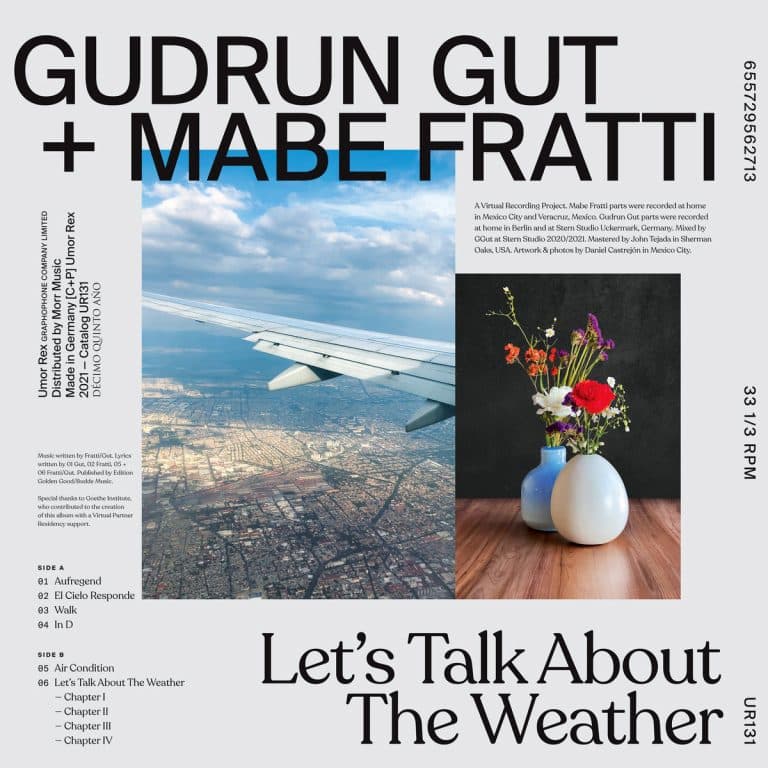 GUDRUN GUT
+ MABE FRATTI
655729562713
A Virtual Recording Project. Mabe Fratti parts were recorded at home
in Mexico City and Veracruz, Mexico. Gudrun Gut parts were recorded
at home in Berlin and at Stern Studio Uckermark, Germany. Mixed by
GGut at Stern Studio 2020/2021. Mastered by John Tejada in Sherman
Oaks, USA. Artwork & photos by Daniel Castrejón in Mexico City.
Umor Rex GRAPHOPHONE COMPANY LIMITED
Distributed by Morr Music
Made in Germany [C+P] Umor Rex
2021 – Catalog UR131
DÉCIMO QUINTO AÑO
33 1/3 RPM
Music written by Fratti/Gut. Lyrics
written by 01 Gut, 02 Fratti, 05 +
06 Fratti/Gut. Published by Edition
Golden Good/Budde Music.
Special thanks to Goethe Institute,
who contributed to the creation
of this album with a Virtual Partner
Residency support.
SIDE A
01 Aufregend
02 El Cielo Responde
03 Walk
04 In D
SIDE B
05 Air Condition
06 Let's Talk About The Weather
– Chapter I
– Chapter II
– Chapter III
– Chapter IV
Let's Talk About
The Weather
UR131